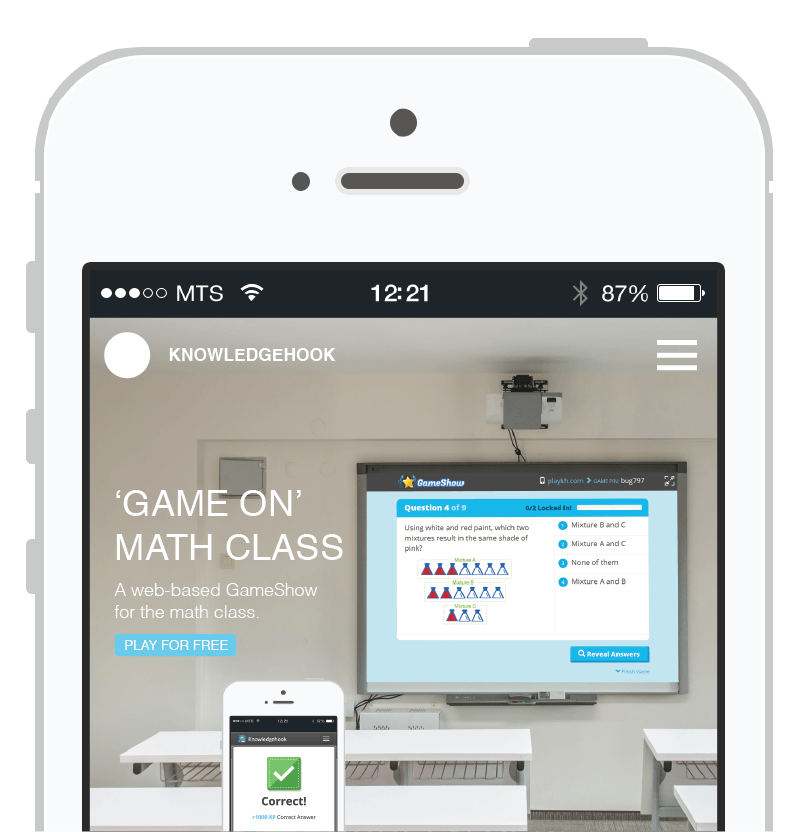 MTS 12:21 87%
KNOWLEDGEHOOK
‘GAME ON’
MATH CLASS
A web-based GameShow
for the math class.
PLAY FOR FREE
GameShow playkh.com GAME PIN: bug797
Question 4 of 9 0/2 Locked In!
Using white and red paint, which two
mixtures result in the same shade of
pink?
Mixture A
Mixture B
Mixture C
1 Mixture B and C
2 Mixture A and C
3 None of them
4 Mixture A and B
Reveal Answers
Finish Game
MTS 12:21 87%
Knowledgehook
Correct!
+1000 XP Correct Answer